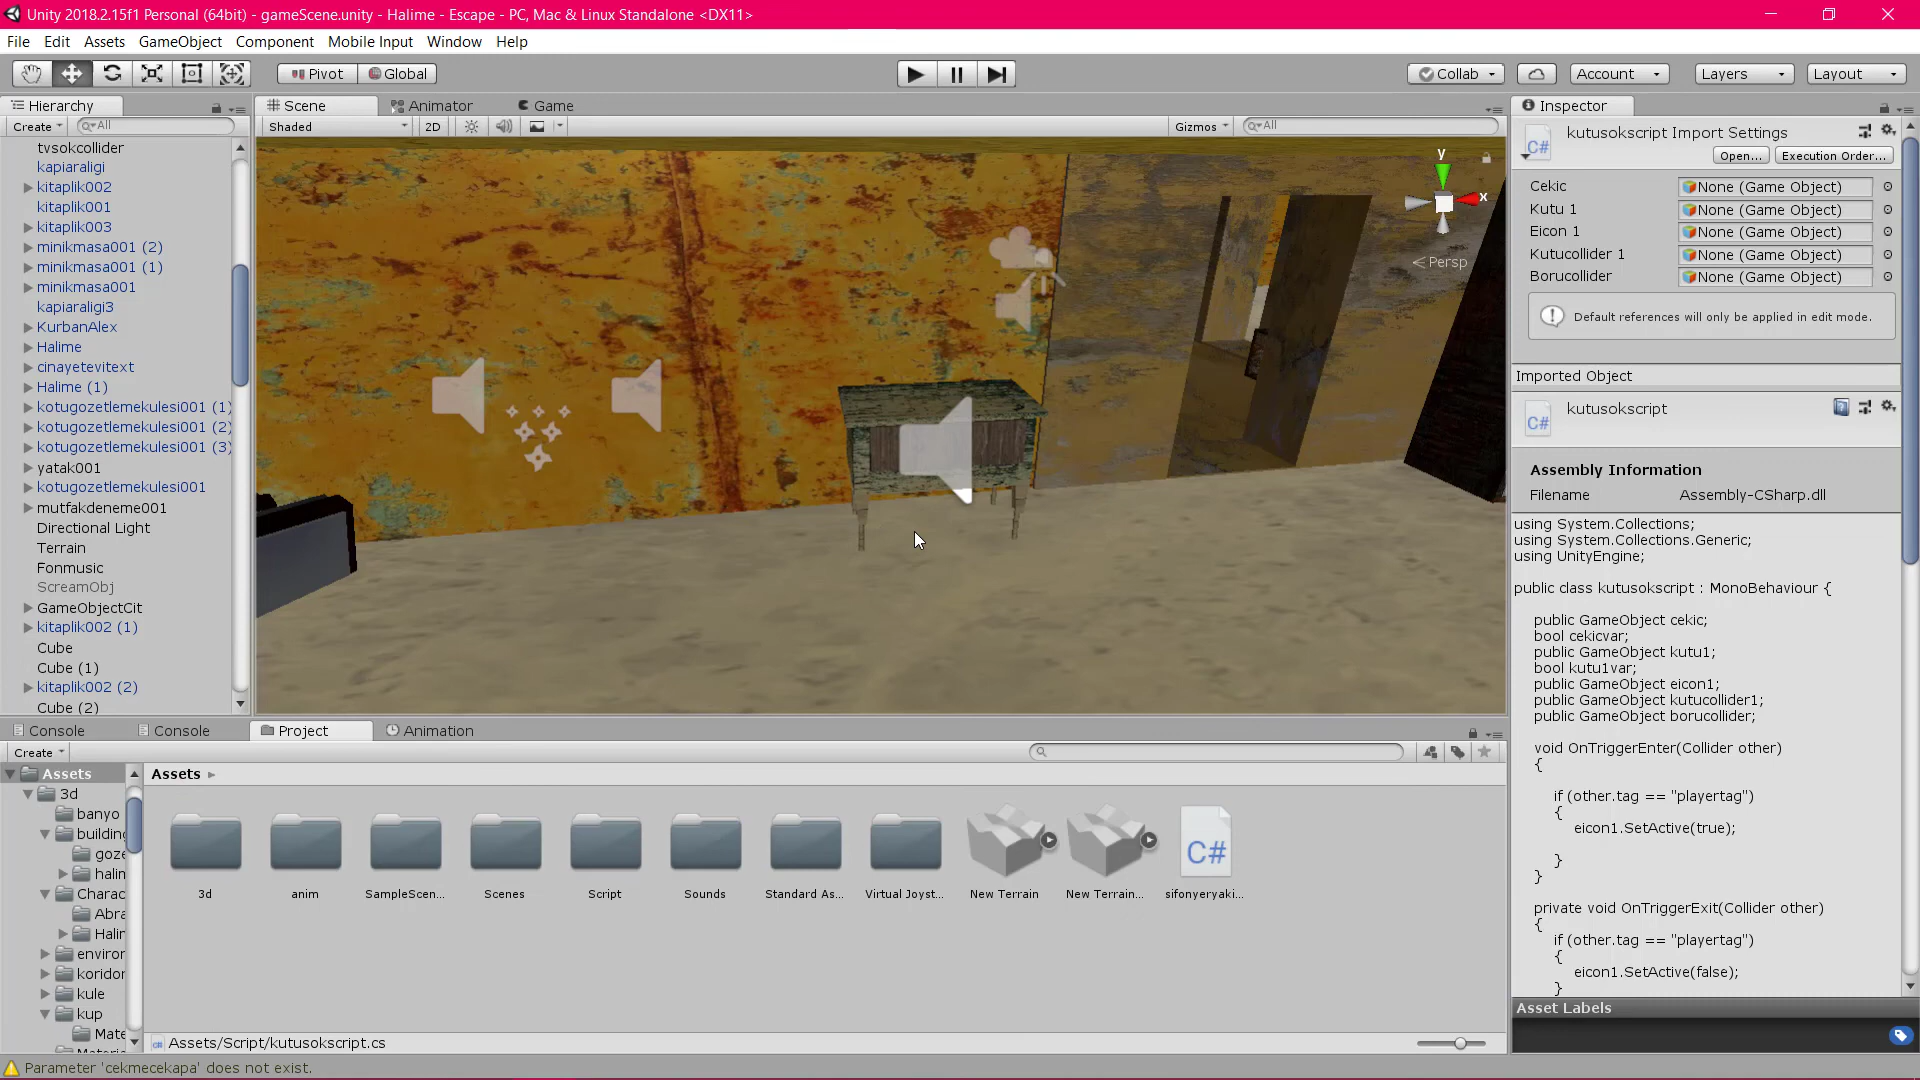 Unity 2018.2.15f1 Personal (64bit) - gameScene.unity - Halime - Escape - PC, Mac & Linux Standalone <DX11>
File Edit Assets GameObject Component Mobile Input Window Help
Pivot Global Collab Account Layers Layout
Hierarchy
Create All
tvsokcollider
kapiaraligi
kitaplik002
kitaplik001
kitaplik003
minikmasa001 (2)
minikmasa001 (1)
minikmasa001
kapiaraligi3
KurbanAlex
Halime
cinayetevitext
Halime (1)
kotugozetlemekulesi001 (1)
kotugozetlemekulesi001 (2)
kotugozetlemekulesi001 (3)
yatak001
kotugozetlemekulesi001
mutfakdeneme001
Directional Light
Terrain
Fonmusic
ScreamObj
GameObjectCit
kitaplik002 (1)
Cube
Cube (1)
kitaplik002 (2)
Cube (2)
Scene Animator Game
Shaded 2D Gizmos All
y
x
Persp
Inspector
kutusokscript Import Settings
C#
Open... Execution Order...
Cekic None (Game Object)
Kutu 1 None (Game Object)
Eicon 1 None (Game Object)
Kutucollider 1 None (Game Object)
Borucollider None (Game Object)
Default references will only be applied in edit mode.
Imported Object
kutusokscript
C#
Assembly Information
Filename Assembly-CSharp.dll
using System.Collections;
using System.Collections.Generic;
using UnityEngine;
public class kutusokscript : MonoBehaviour {
public GameObject cekic;
bool cekicvar;
public GameObject kutu1;
bool kutu1var;
public GameObject eicon1;
public GameObject kutucollider1;
public GameObject borucollider;
void OnTriggerEnter(Collider other)
{
if (other.tag == "playertag")
{
eicon1.SetActive(true);
}
}
private void OnTriggerExit(Collider other)
{
if (other.tag == "playertag")
{
eicon1.SetActive(false);
}
Asset Labels
Console Console Project Animation
Create
Assets
3d
banyo
building
goze
halin
Charac
Abra
Halin
enviror
koridor
kule
kup
Mate
Assets
3d anim SampleScen... Scenes Script Sounds Standard As... Virtual Joyst... New Terrain New Terrain... C# sifonyeryaki...
Assets/Script/kutusokscript.cs
Parameter 'cekmecekapa' does not exist.